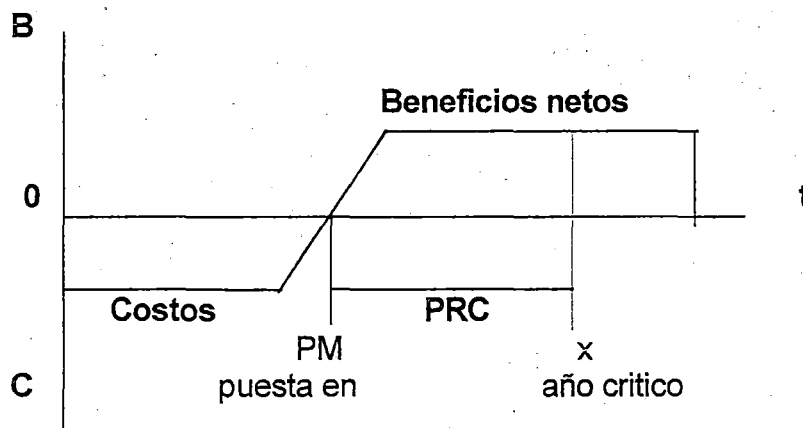 B
Beneficios netos
0
t
Costos
PRC
PM
x
C
puesta en
año critico